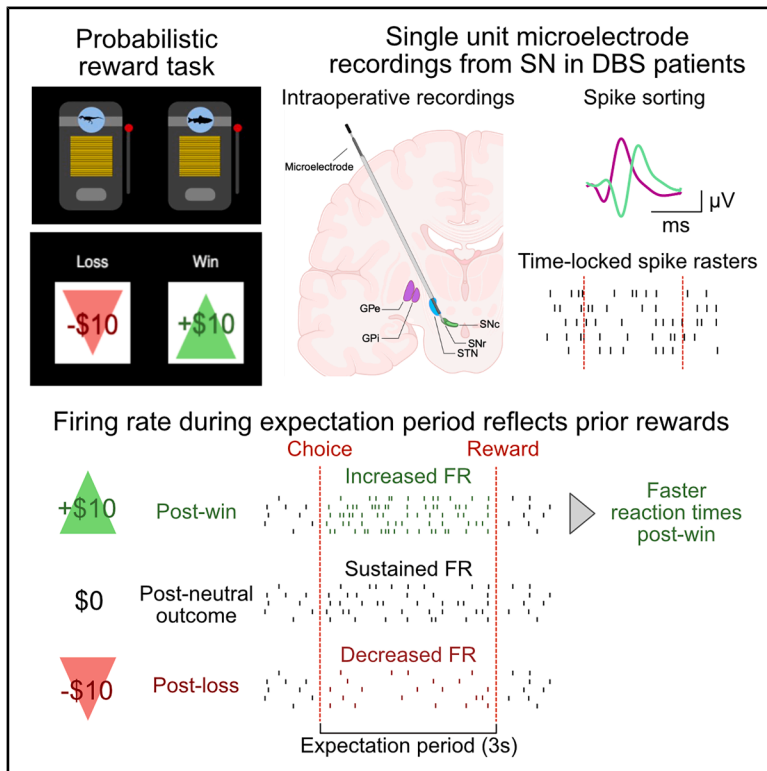 Probabilistic
reward task
Loss
Win
-$10
+$10
Single unit microelectrode
recordings from SN in DBS patients
Intraoperative recordings
Microelectrode
GPe
GPi
SNc
SNr
STN
Spike sorting
µV
ms
Time-locked spike rasters
Firing rate during expectation period reflects prior rewards
Choice
Reward
+$10
Post-win
Increased FR
Faster
reaction times
post-win
$0
Post-neutral
outcome
Sustained FR
-$10
Post-loss
Decreased FR
Expectation period (3s)